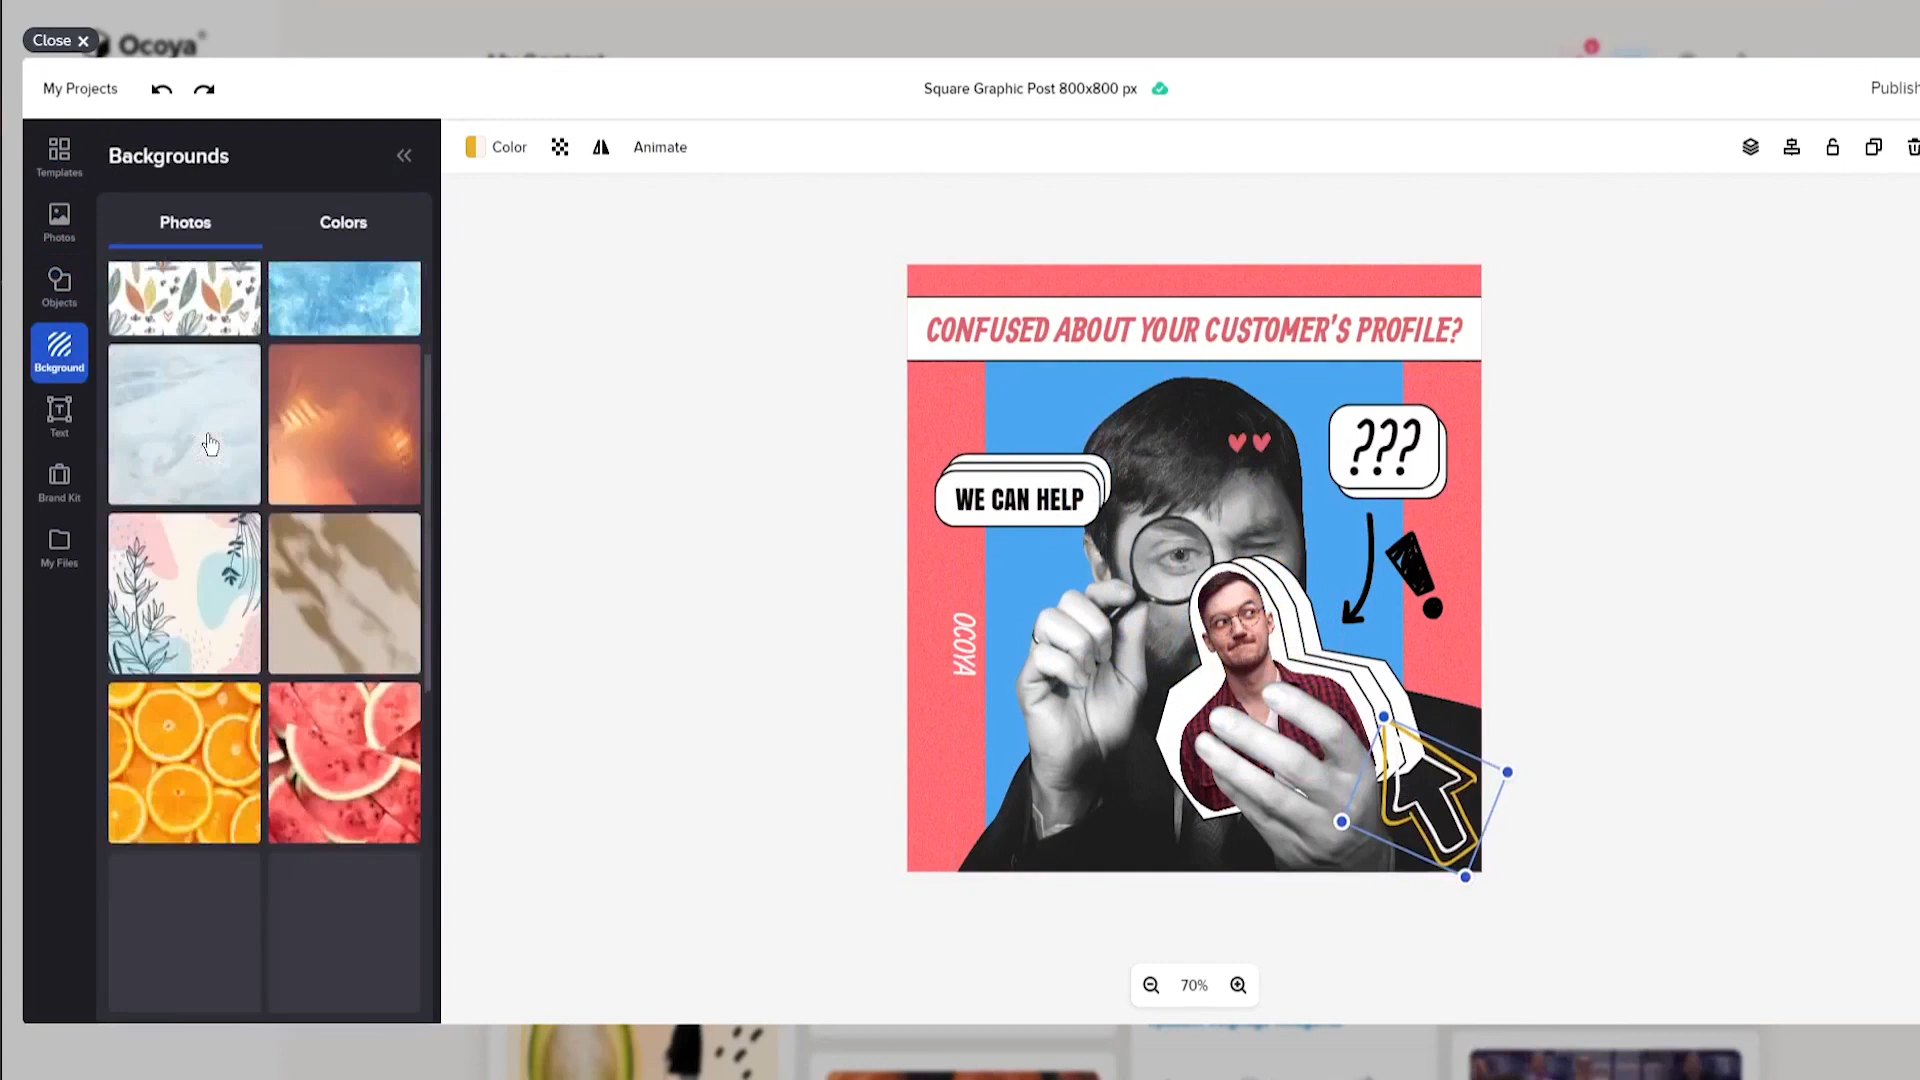 Close
Ocoya
My Projects
Square Graphic Post 800x800 px
Publish
Templates
Photos
Objects
Bckground
Text
Brand Kit
My Files
Backgrounds
Photos
Colors
Color
Animate
CONFUSED ABOUT YOUR CUSTOMER'S PROFILE?
???
WE CAN HELP
OCOYA
70%